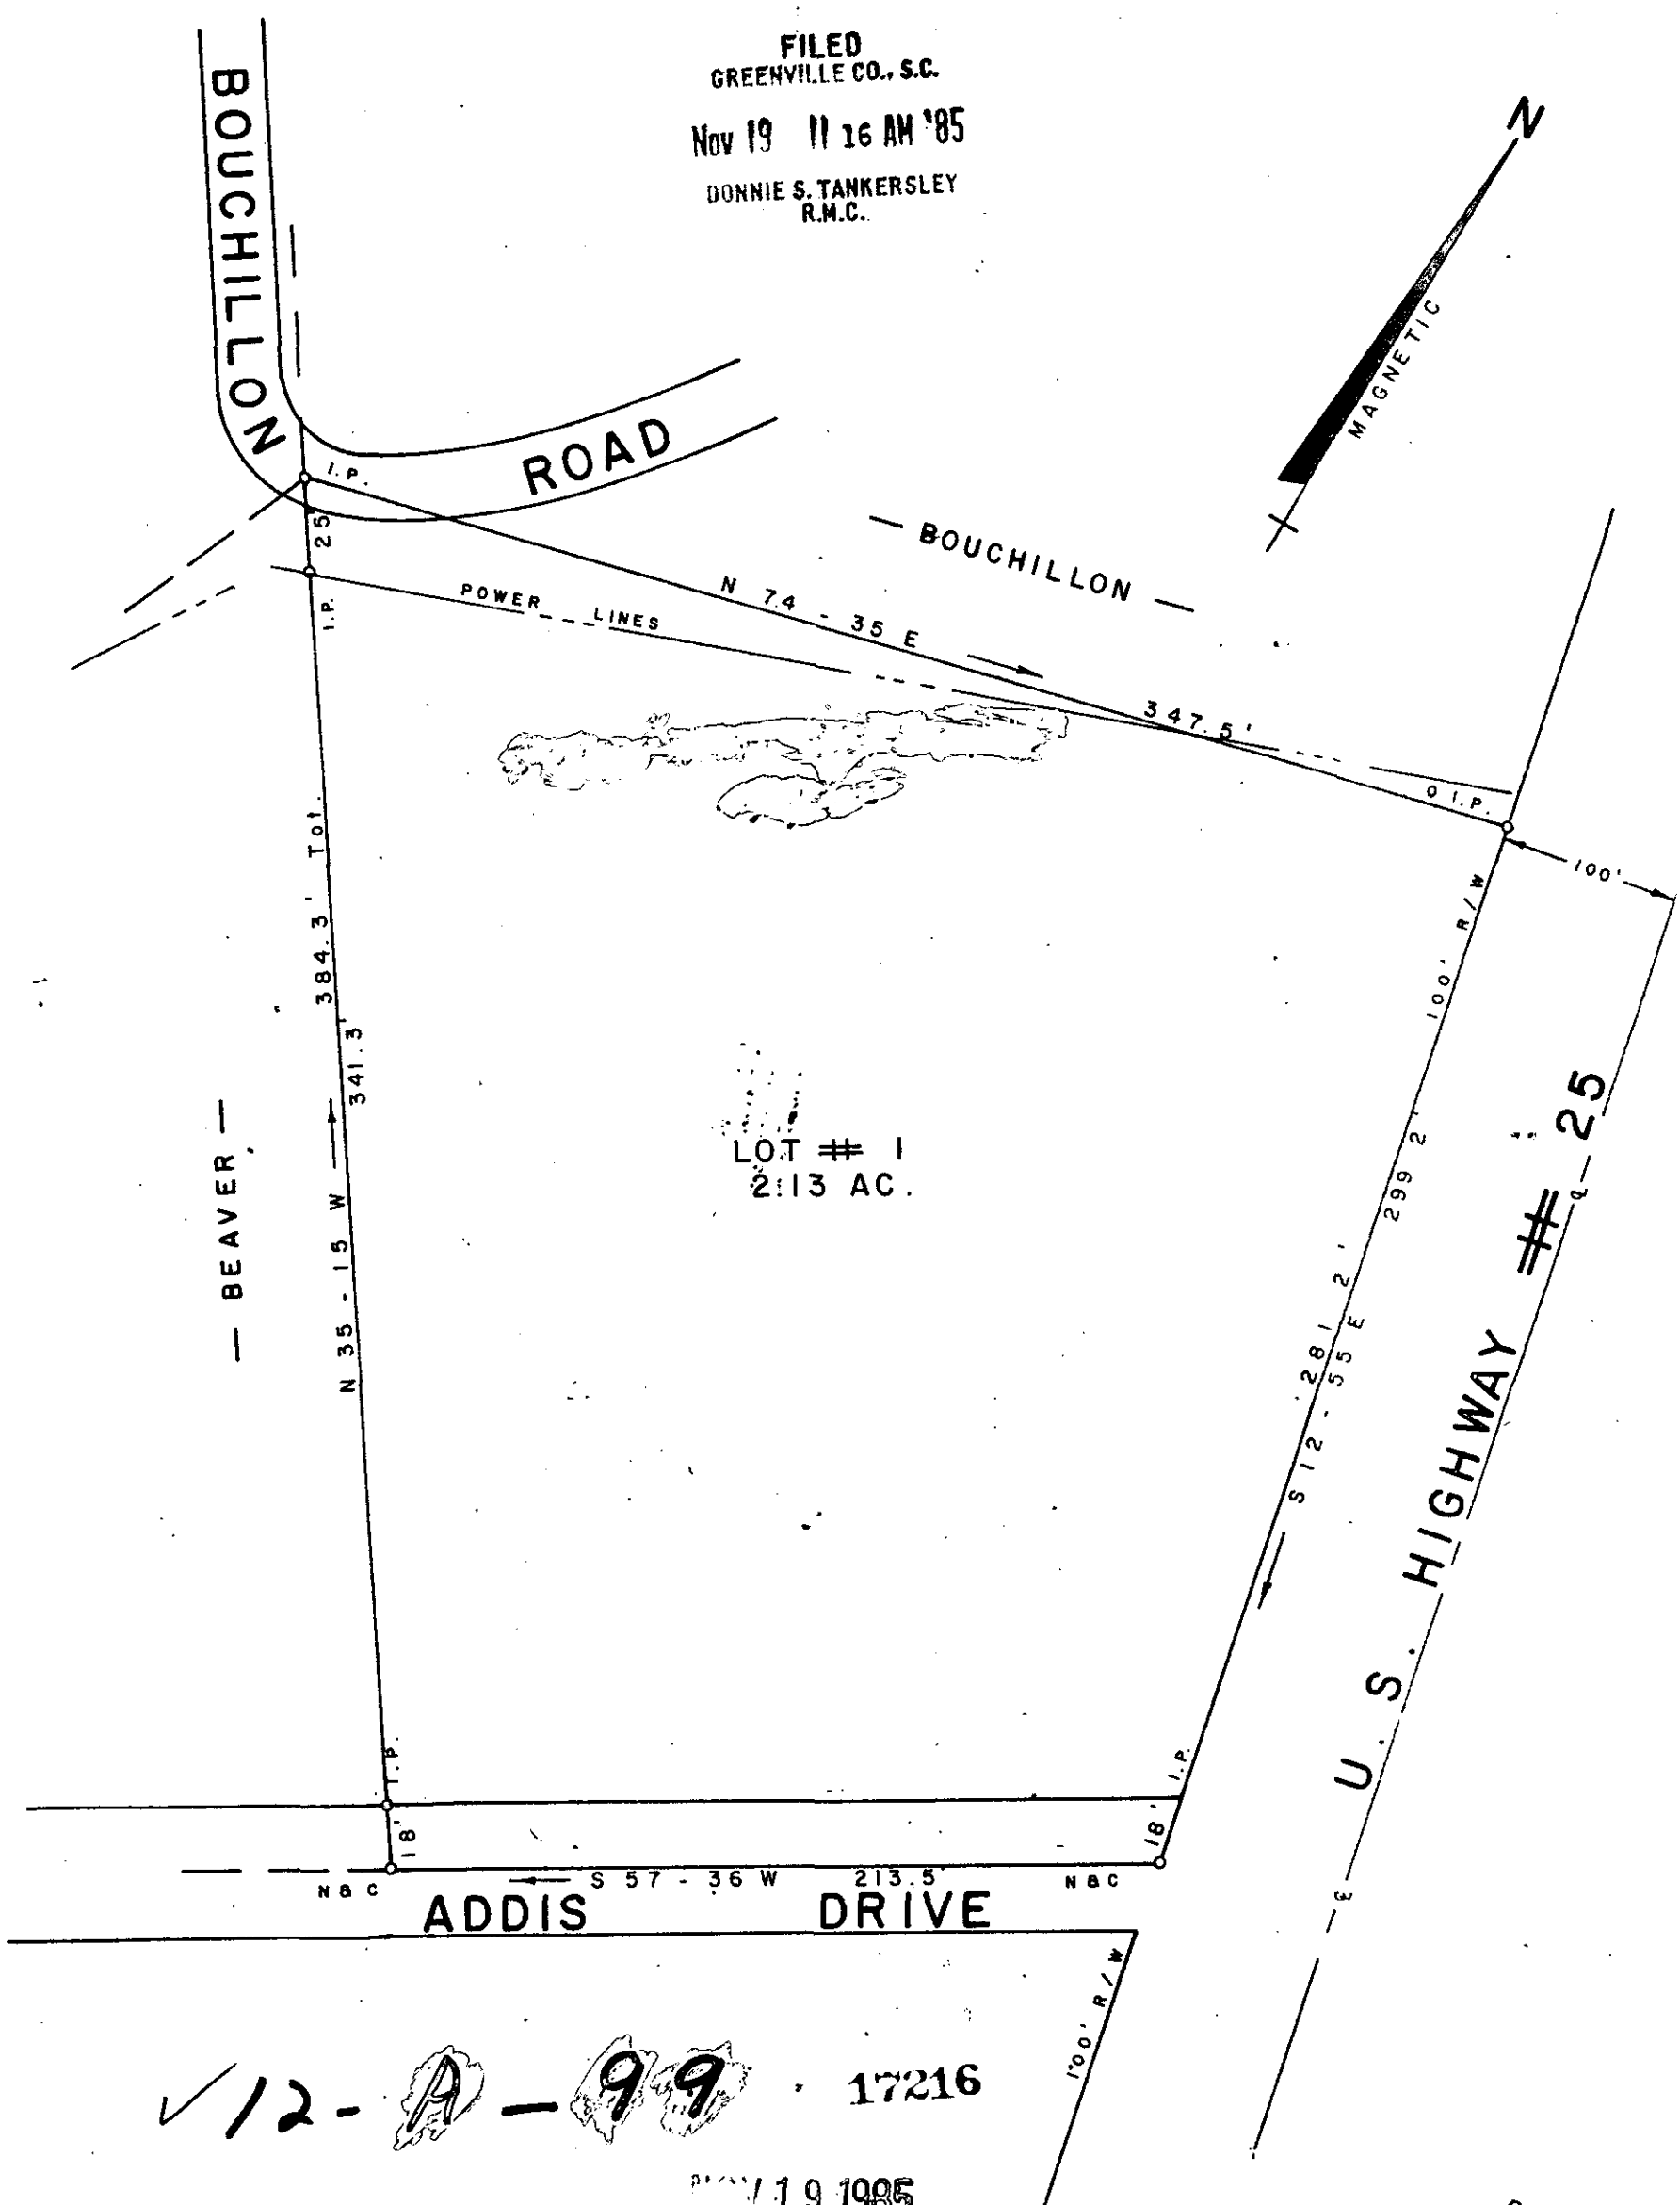 FILED
GREENVILLE CO., S.C.
Nov 19 11 16 AM '85
DONNIE S. TANKERSLEY
R.M.C.
N
MAGNETIC
BOUCHILLON
ROAD
I.P.
25'
I.P.
POWER LINES
— BOUCHILLON —
N 74 - 35 E
347.5'
O I.P.
100'
384.3' Tot.
341.3'
N 35 - 15 W
— BEAVER —
LOT # 1
2.13 AC.
100' R/W
299 2'
281 2'
S 12 - 55 E
U.S. HIGHWAY # 25
I.P.
18'
I.P.
18'
N & C
S 57 - 36 W 213.5'
N & C
ADDIS DRIVE
100' R/W
✓12 - A - 99
17216
19 1985